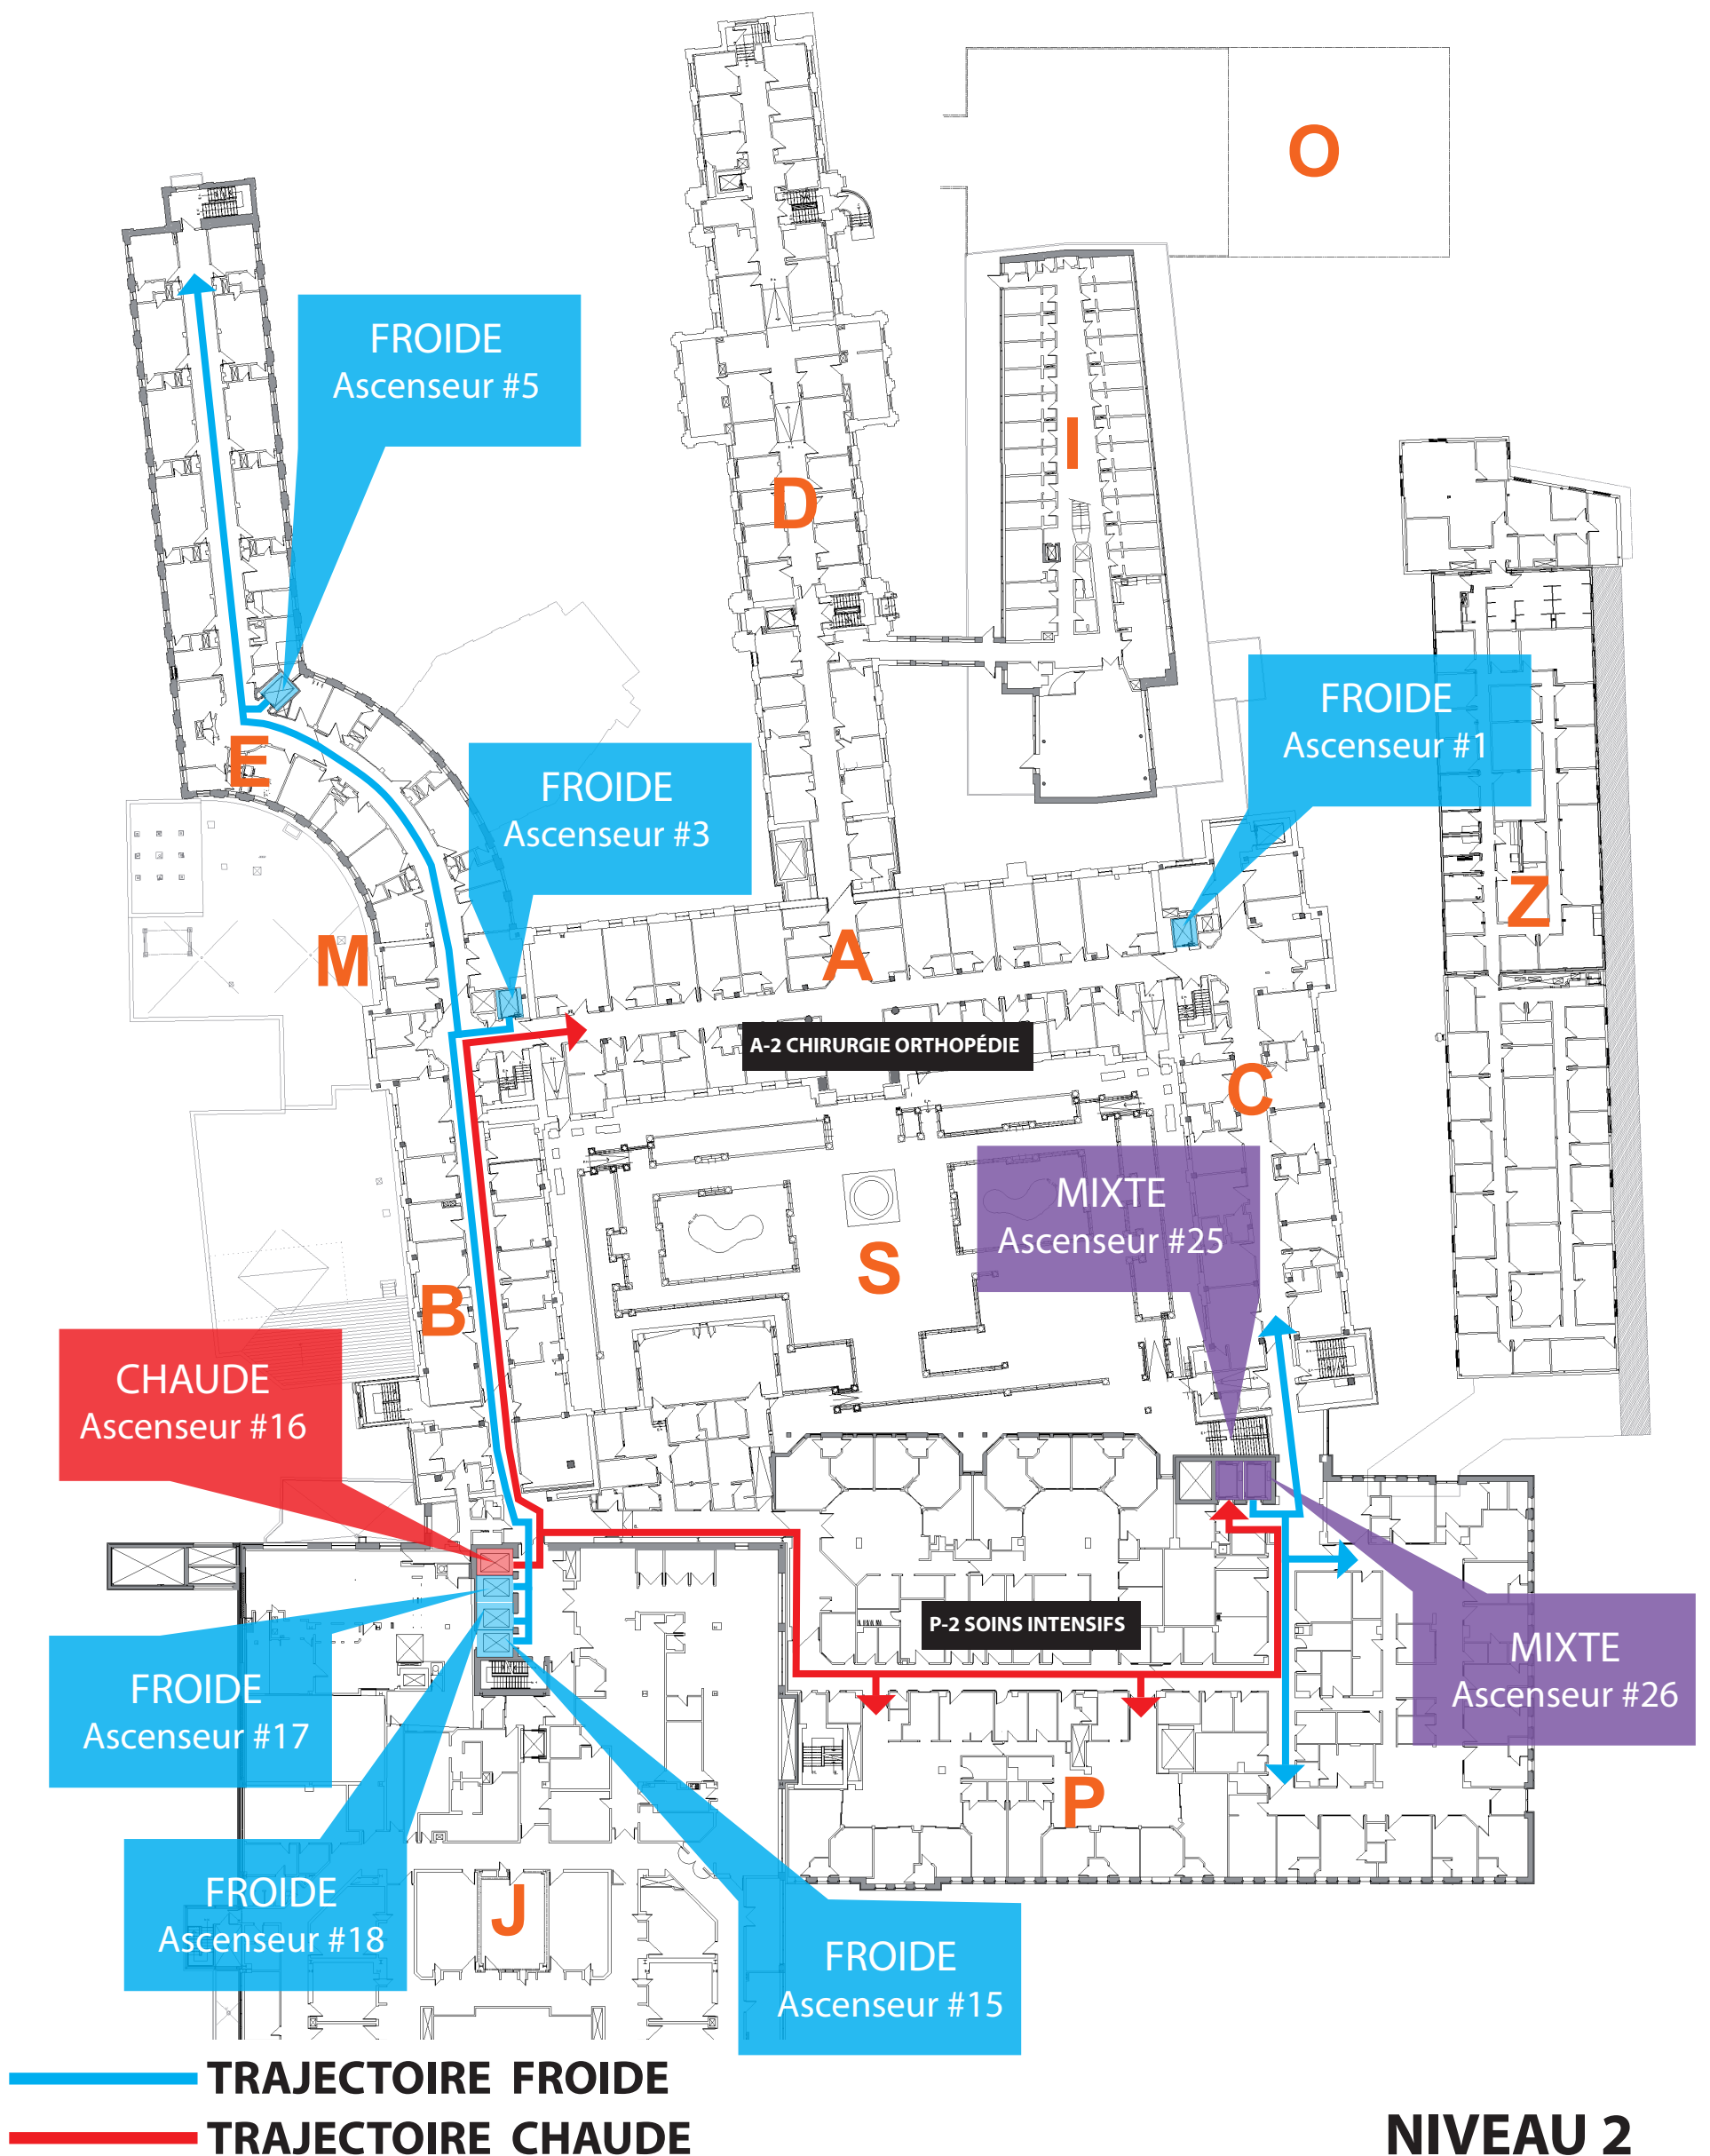 O
FROIDE
Ascenseur #5
I
D
FROIDE
Ascenseur #1
E
FROIDE
Ascenseur #3
Z
M
A
A-2 CHIRURGIE ORTHOPÉDIE
C
MIXTE
Ascenseur #25
S
B
CHAUDE
Ascenseur #16
P-2 SOINS INTENSIFS
MIXTE
Ascenseur #26
FROIDE
Ascenseur #17
P
FROIDE
Ascenseur #18
J
FROIDE
Ascenseur #15
TRAJECTOIRE FROIDE
TRAJECTOIRE CHAUDE
NIVEAU 2